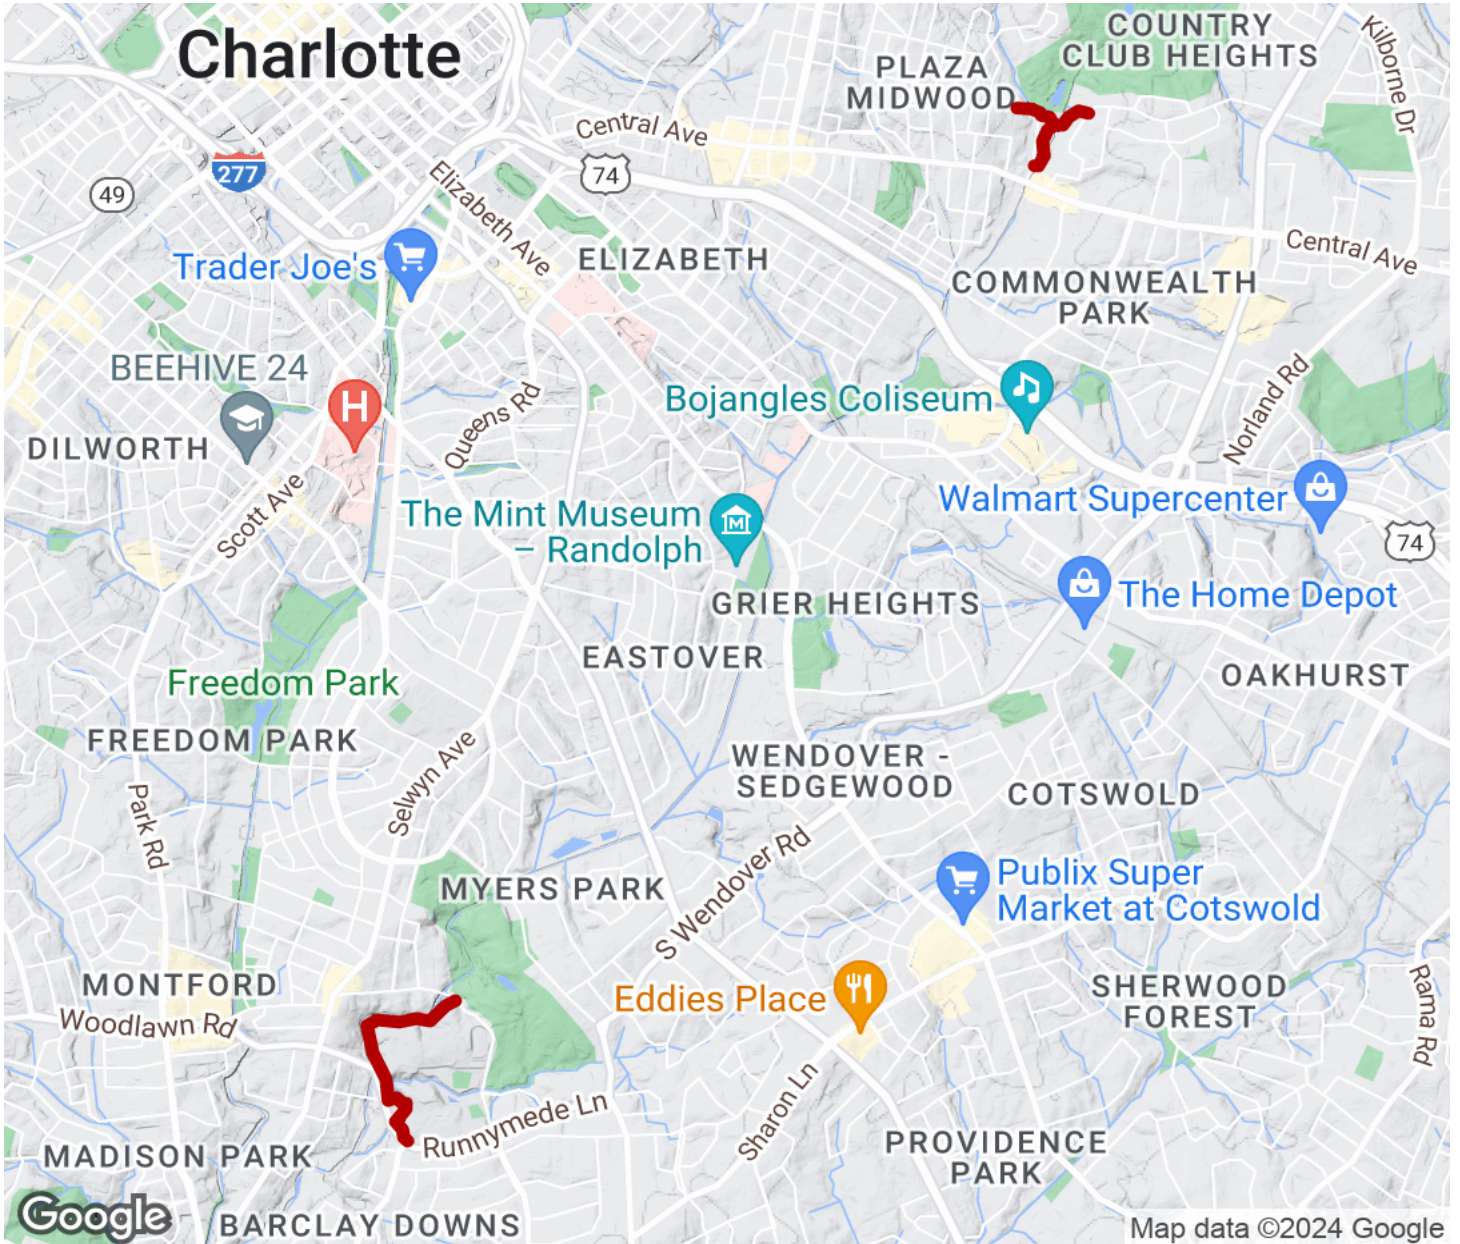 Charlotte
COUNTRY
CLUB HEIGHTS
Kilborne Dr
PLAZA
MIDWOOD
Central Ave
277
74
49
Elizabeth Ave
ELIZABETH
Central Ave
Trader Joe's
COMMONWEALTH
PARK
BEEHIVE 24
H
Bojangles Coliseum
Queens Rd
Norland Rd
DILWORTH
Scott Ave
The Mint Museum
– Randolph
M
Walmart Supercenter
74
GRIER HEIGHTS
The Home Depot
EASTOVER
Freedom Park
OAKHURST
FREEDOM PARK
Selwyn Ave
WENDOVER -
SEDGEWOOD
COTSWOLD
Park Rd
S Wendover Rd
MYERS PARK
Publix Super
Market at Cotswold
MONTFORD
Eddies Place
SHERWOOD
FOREST
Rama Rd
Woodlawn Rd
Sharon Ln
Runnymede Ln
MADISON PARK
PROVIDENCE
PARK
Google
BARCLAY DOWNS
Map data ©2024 Google